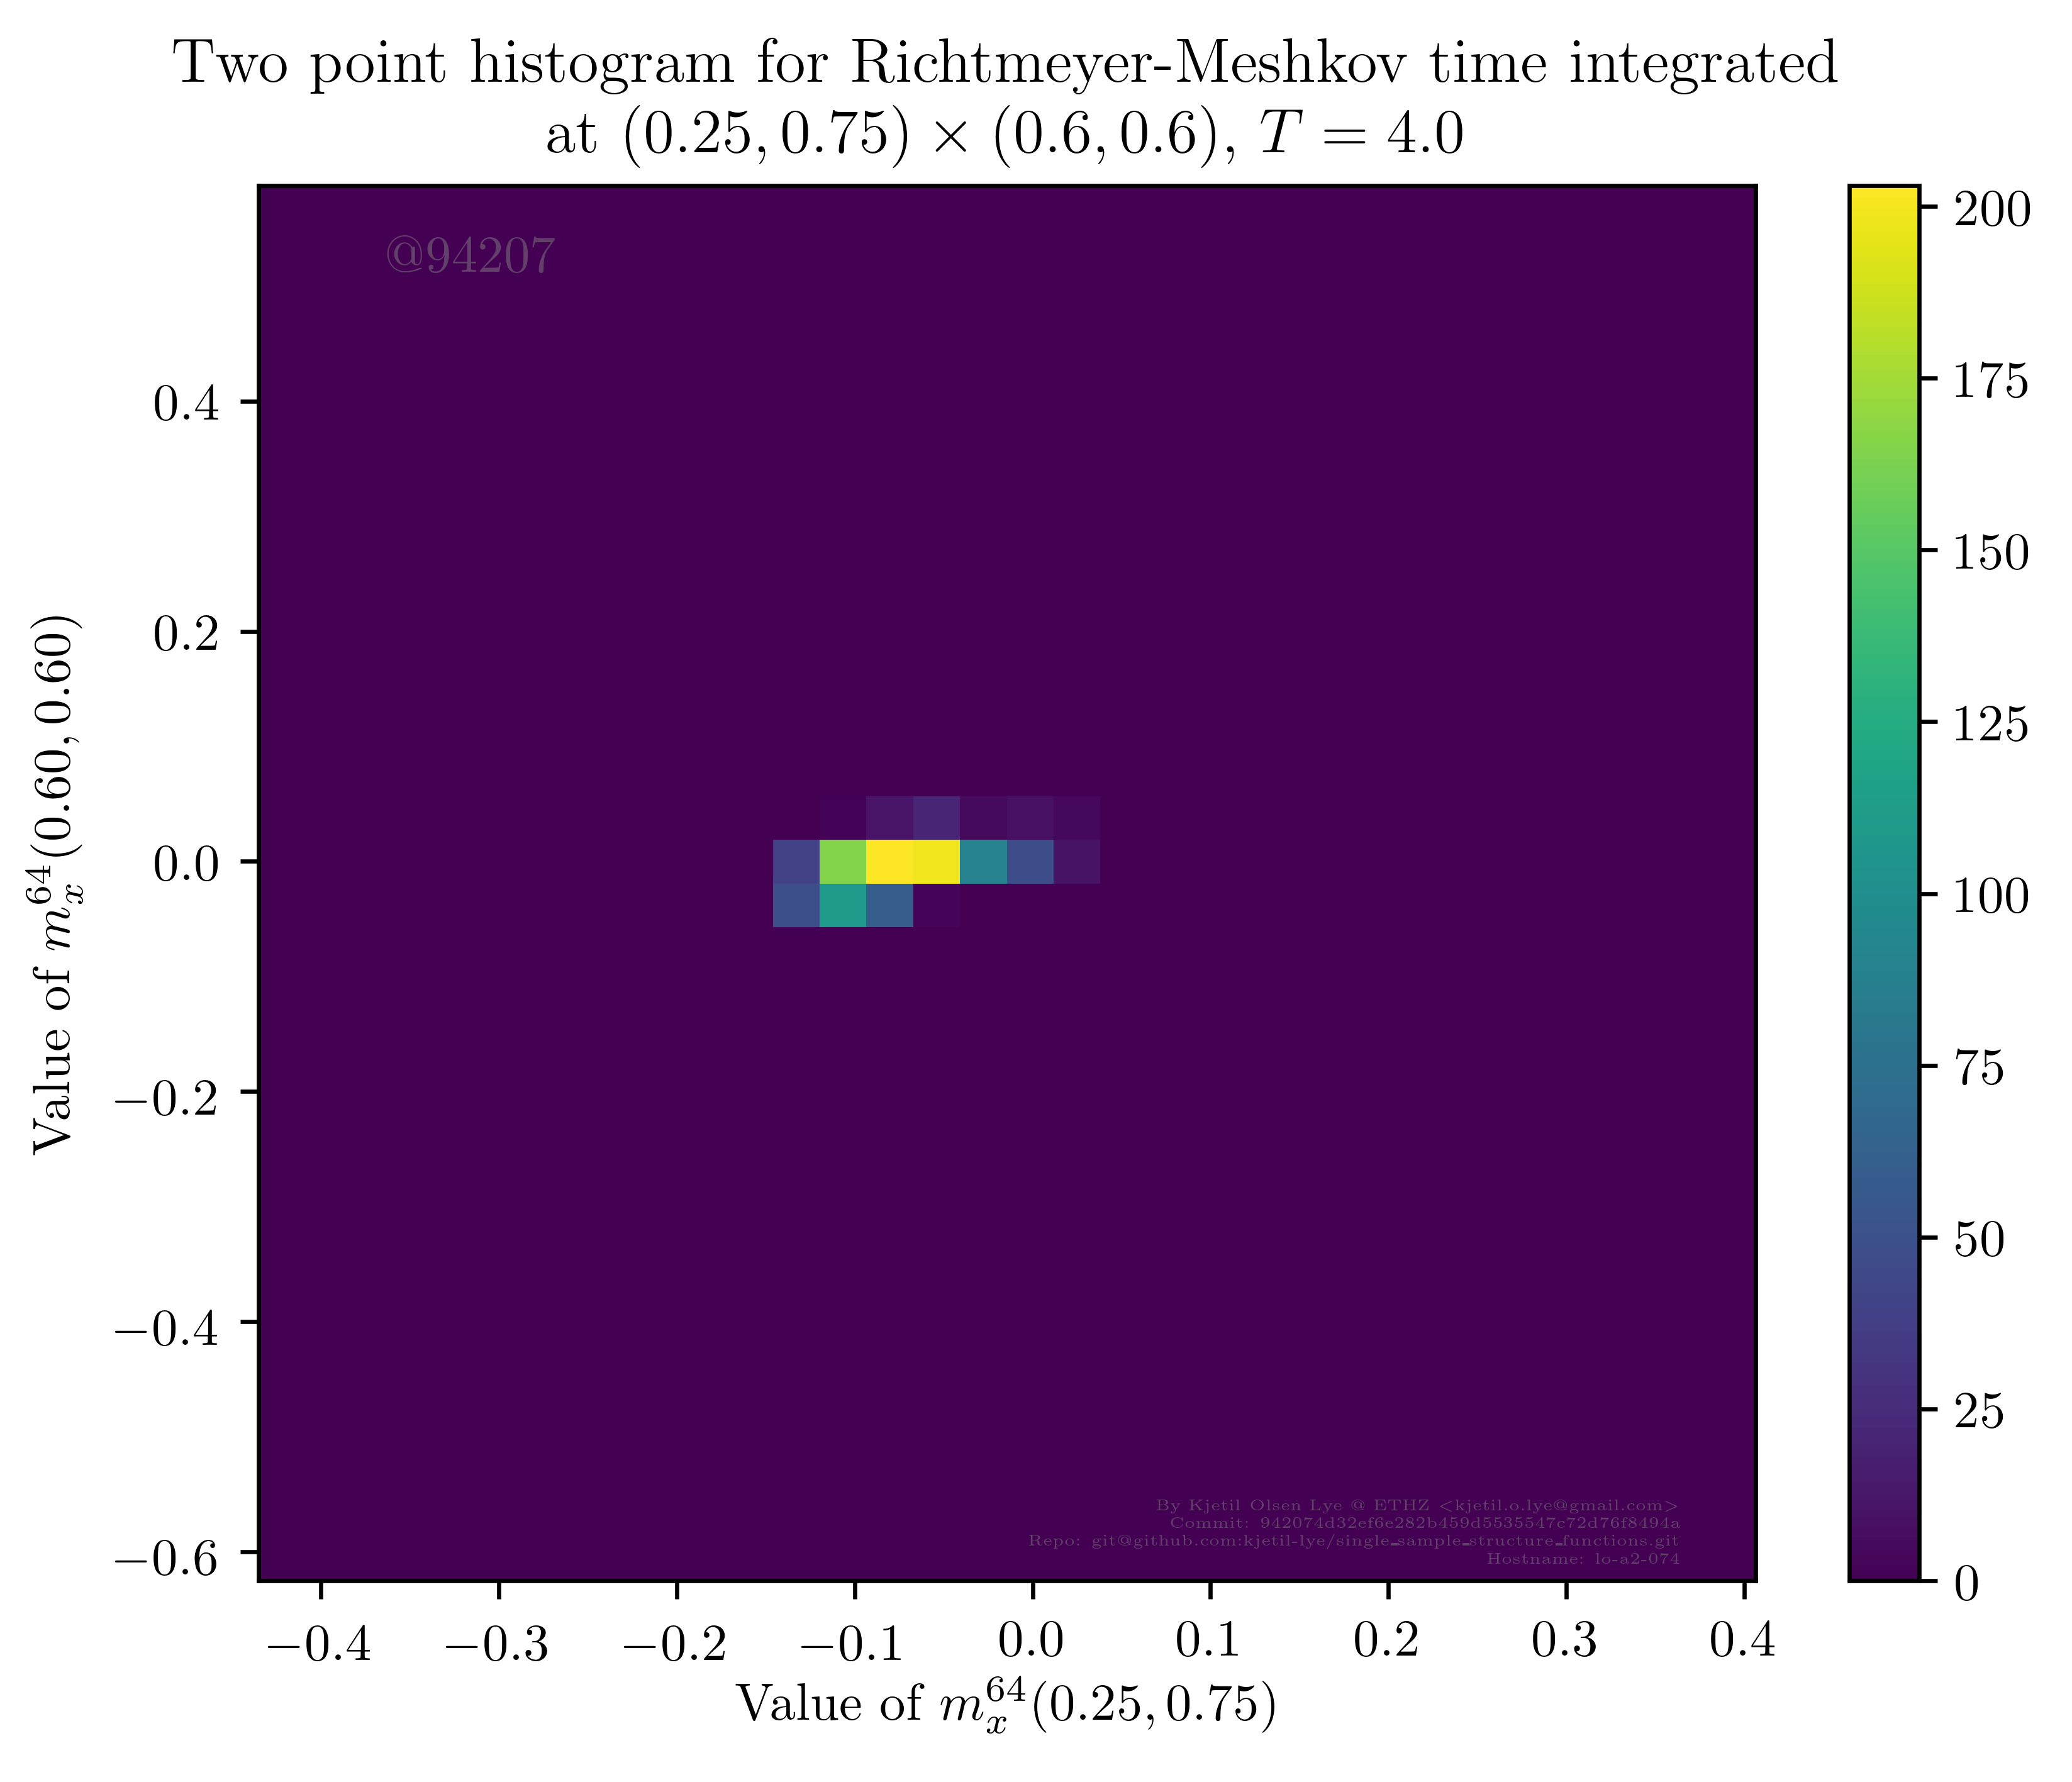 Two point histogram for Richtmeyer-Meshkov time integrated
at (0.25, 0.75) × (0.6, 0.6), T = 4.0
@94207
200
175
150
125
100
75
50
25
0
0.4
0.2
0.0
−0.2
−0.4
−0.6
Value of m_x^64(0.60, 0.60)
By Kjetil Olsen Lye @ ETHZ <kjetil.o.lye@gmail.com>
Commit: 942074d32ef6e282b459d5535547c72d76f8494a
Repo: git@github.com:kjetil-lye/single_sample_structure_functions.git
Hostname: lo-a2-074
−0.4 −0.3 −0.2 −0.1 0.0 0.1 0.2 0.3 0.4
Value of m_x^64(0.25, 0.75)